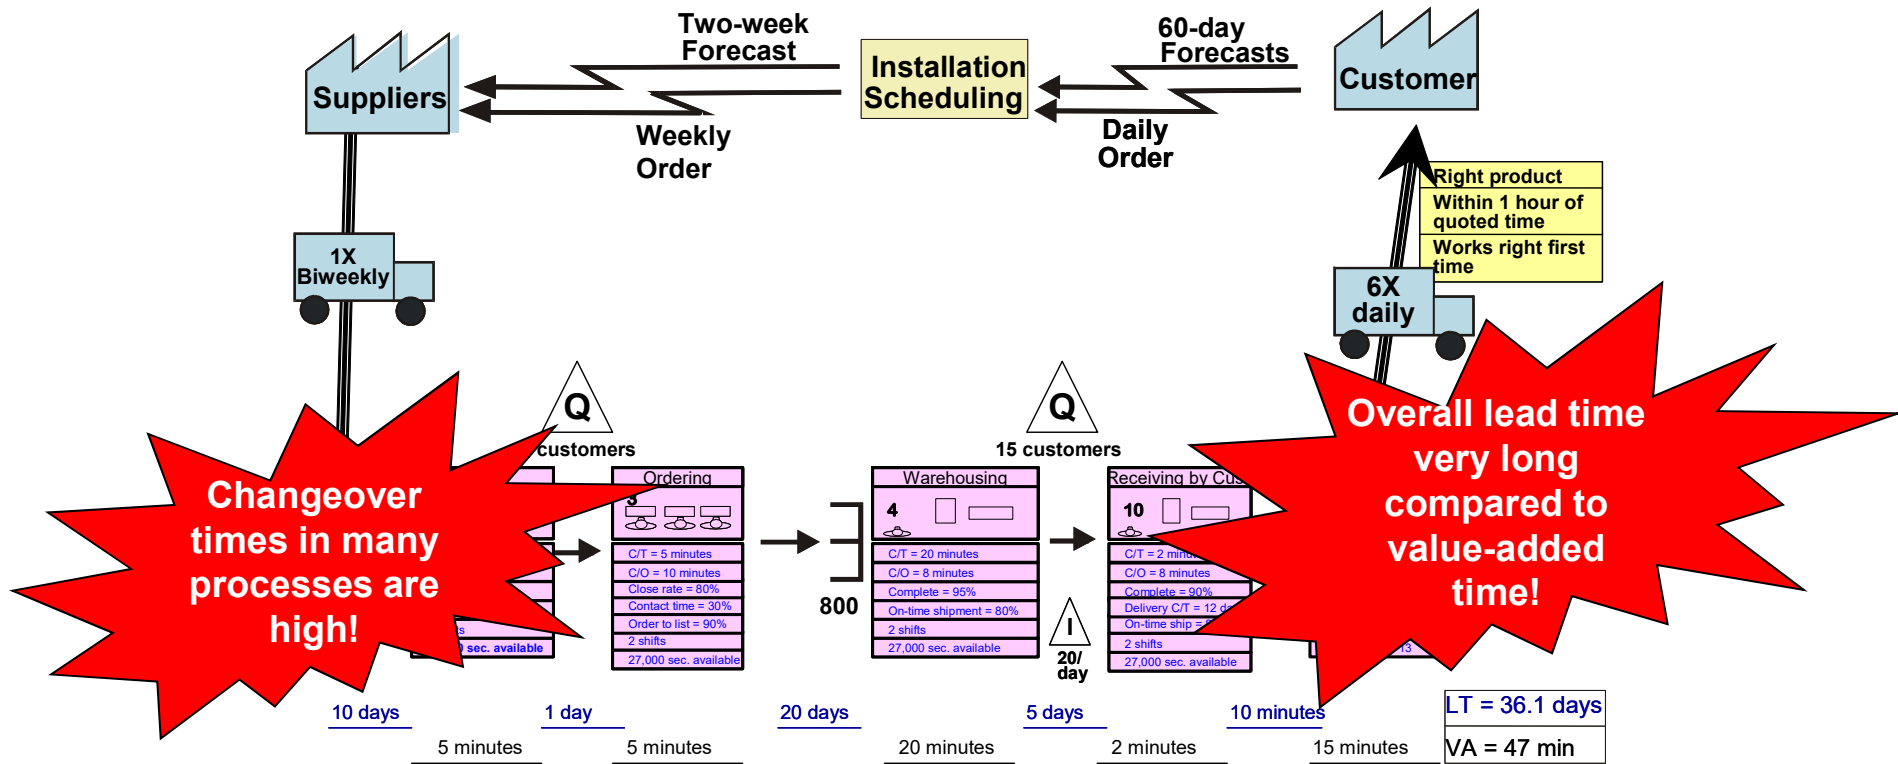 Two-week
Forecast
60-day
Forecasts
Suppliers
Installation
Scheduling
Customer
Weekly
Order
Daily
Order
Right product
Within 1 hour of
quoted time
Works right first
time
1X
Biweekly
6X
daily
Q
customers
Q
15 customers
Changeover
times in many
processes are
high!
Overall lead time
very long
compared to
value-added
time!
sec. available
Ordering
3
C/T = 5 minutes
C/O = 10 minutes
Close rate = 80%
Contact time = 30%
Order to list = 90%
2 shifts
27,000 sec. available
800
Warehousing
4
C/T = 20 minutes
C/O = 8 minutes
Complete = 95%
On-time shipment = 80%
2 shifts
27,000 sec. available
I
20/
day
Receiving by
10
C/T = 2
C/O = 8 minutes
Complete = 90%
Delivery C/T = 12
On-time ship =
2 shifts
27,000 sec. available
13
10 days
1 day
20 days
5 days
10 minutes
LT = 36.1 days
5 minutes
5 minutes
20 minutes
2 minutes
15 minutes
VA = 47 min